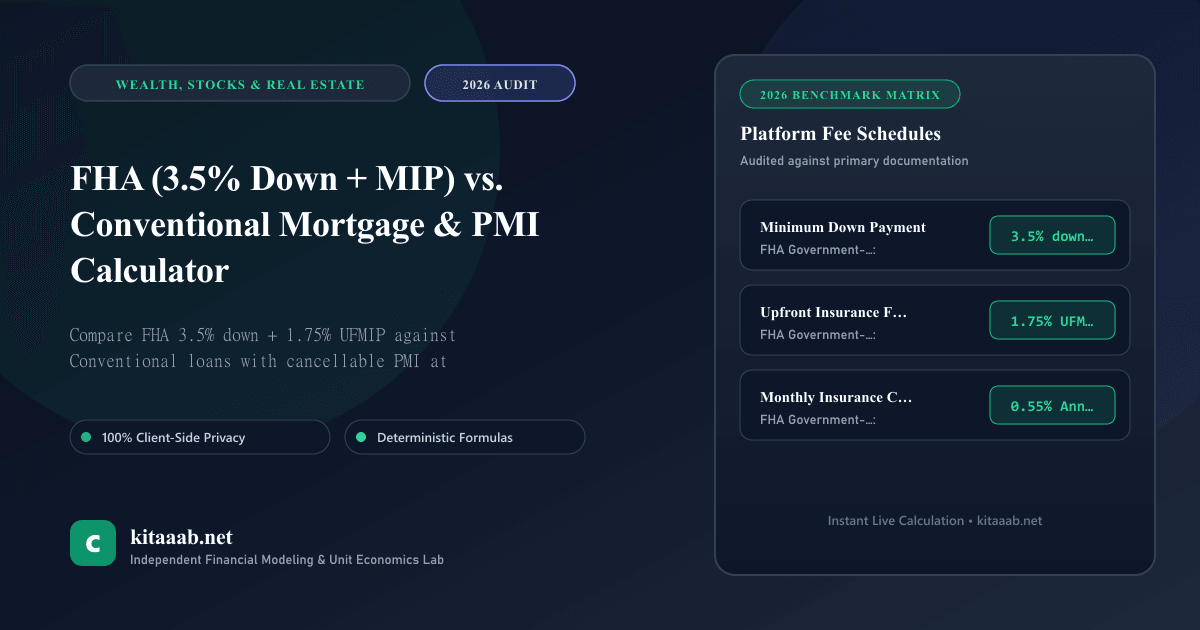 WEALTH, STOCKS & REAL ESTATE
2026 AUDIT
FHA (3.5% Down + MIP) vs.
Conventional Mortgage & PMI
Calculator
Compare FHA 3.5% down + 1.75% UFMIP against
Conventional loans with cancellable PMI at
100% Client-Side Privacy
Deterministic Formulas
C
kitaaab.net
Independent Financial Modeling & Unit Economics Lab
2026 BENCHMARK MATRIX
Platform Fee Schedules
Audited against primary documentation
Minimum Down Payment
FHA Government-…:
3.5% down…
Upfront Insurance F…
FHA Government-…:
1.75% UFM…
Monthly Insurance C…
FHA Government-…:
0.55% Ann…
Instant Live Calculation • kitaaab.net